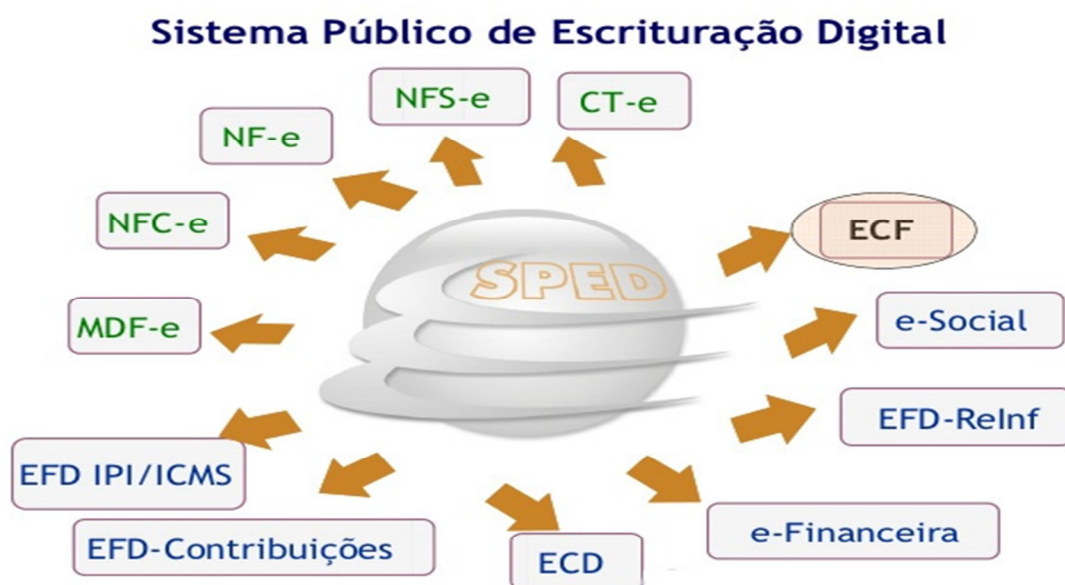 Sistema Público de Escrituração Digital
NFS-e
CT-e
NF-e
NFC-e
ECF
SPED
MDF-e
e-Social
EFD-ReInf
EFD IPI/ICMS
e-Financeira
EFD-Contribuições
ECD